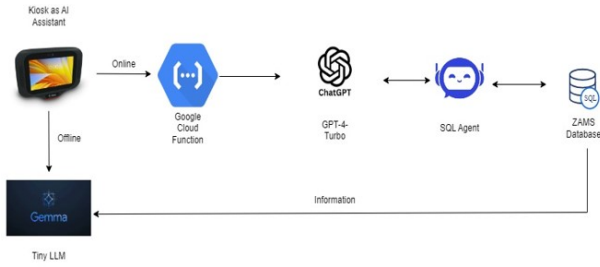 Kiosk as AI
Assistant
Online
Google
Cloud
Function
ChatGPT
GPT-4-
Turbo
SQL Agent
SQL
ZAMS
Database
Offline
Gemma
Tiny LLM
Information